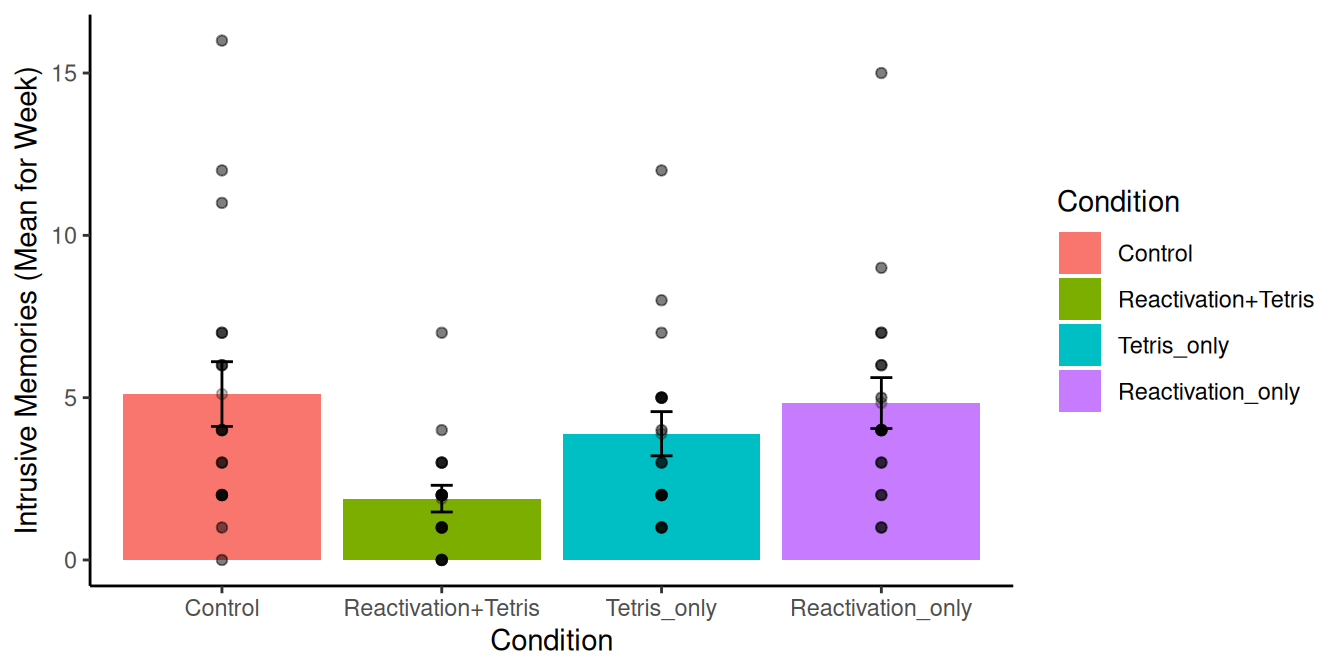 Intrusive Memories (Mean for Week)
15
10
5
0
Control
Reactivation+Tetris
Tetris_only
Reactivation_only
Condition
Condition
Control
Reactivation+Tetris
Tetris_only
Reactivation_only